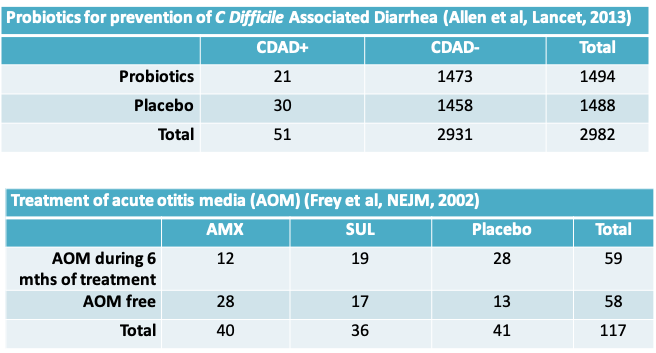 Probiotics for prevention of C Difficile Associated Diarrhea (Allen et al, Lancet, 2013)
CDAD+ CDAD- Total
Probiotics 21 1473 1494
Placebo 30 1458 1488
Total 51 2931 2982
Treatment of acute otitis media (AOM) (Frey et al, NEJM, 2002)
AMX SUL Placebo Total
AOM during 6 12 19 28 59
mths of treatment
AOM free 28 17 13 58
Total 40 36 41 117